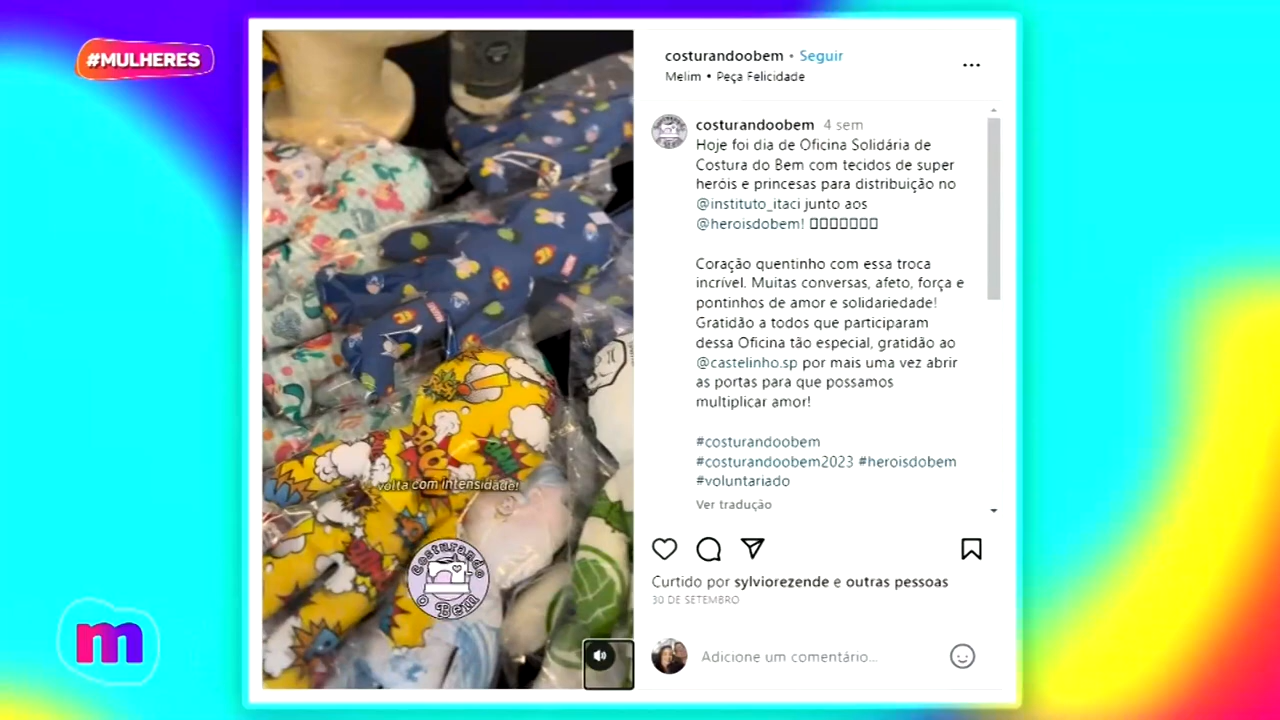 #MULHERES
costurandoobem • Seguir
Melim • Peça Felicidade
costurandoobem 4 sem
Hoje foi dia de Oficina Solidária de
Costura do Bem com tecidos de super
heróis e princesas para distribuição no
@instituto_itaci junto aos
@heroisdobem!
Coração quentinho com essa troca
incrível. Muitas conversas, afeto, força e
pontinhos de amor e solidariedade!
Gratidão a todos que participaram
dessa Oficina tão especial, gratidão ao
@castelinho.sp por mais uma vez abrir
as portas para que possamos
multiplicar amor!
#costurandoobem
#costurandoobem2023 #heroisdobem
#voluntariado
Ver tradução
Curtido por sylviorezende e outras pessoas
30 DE SETEMBRO
Adicione um comentário...
volta com intensidade!
Costurando
o Bem
m